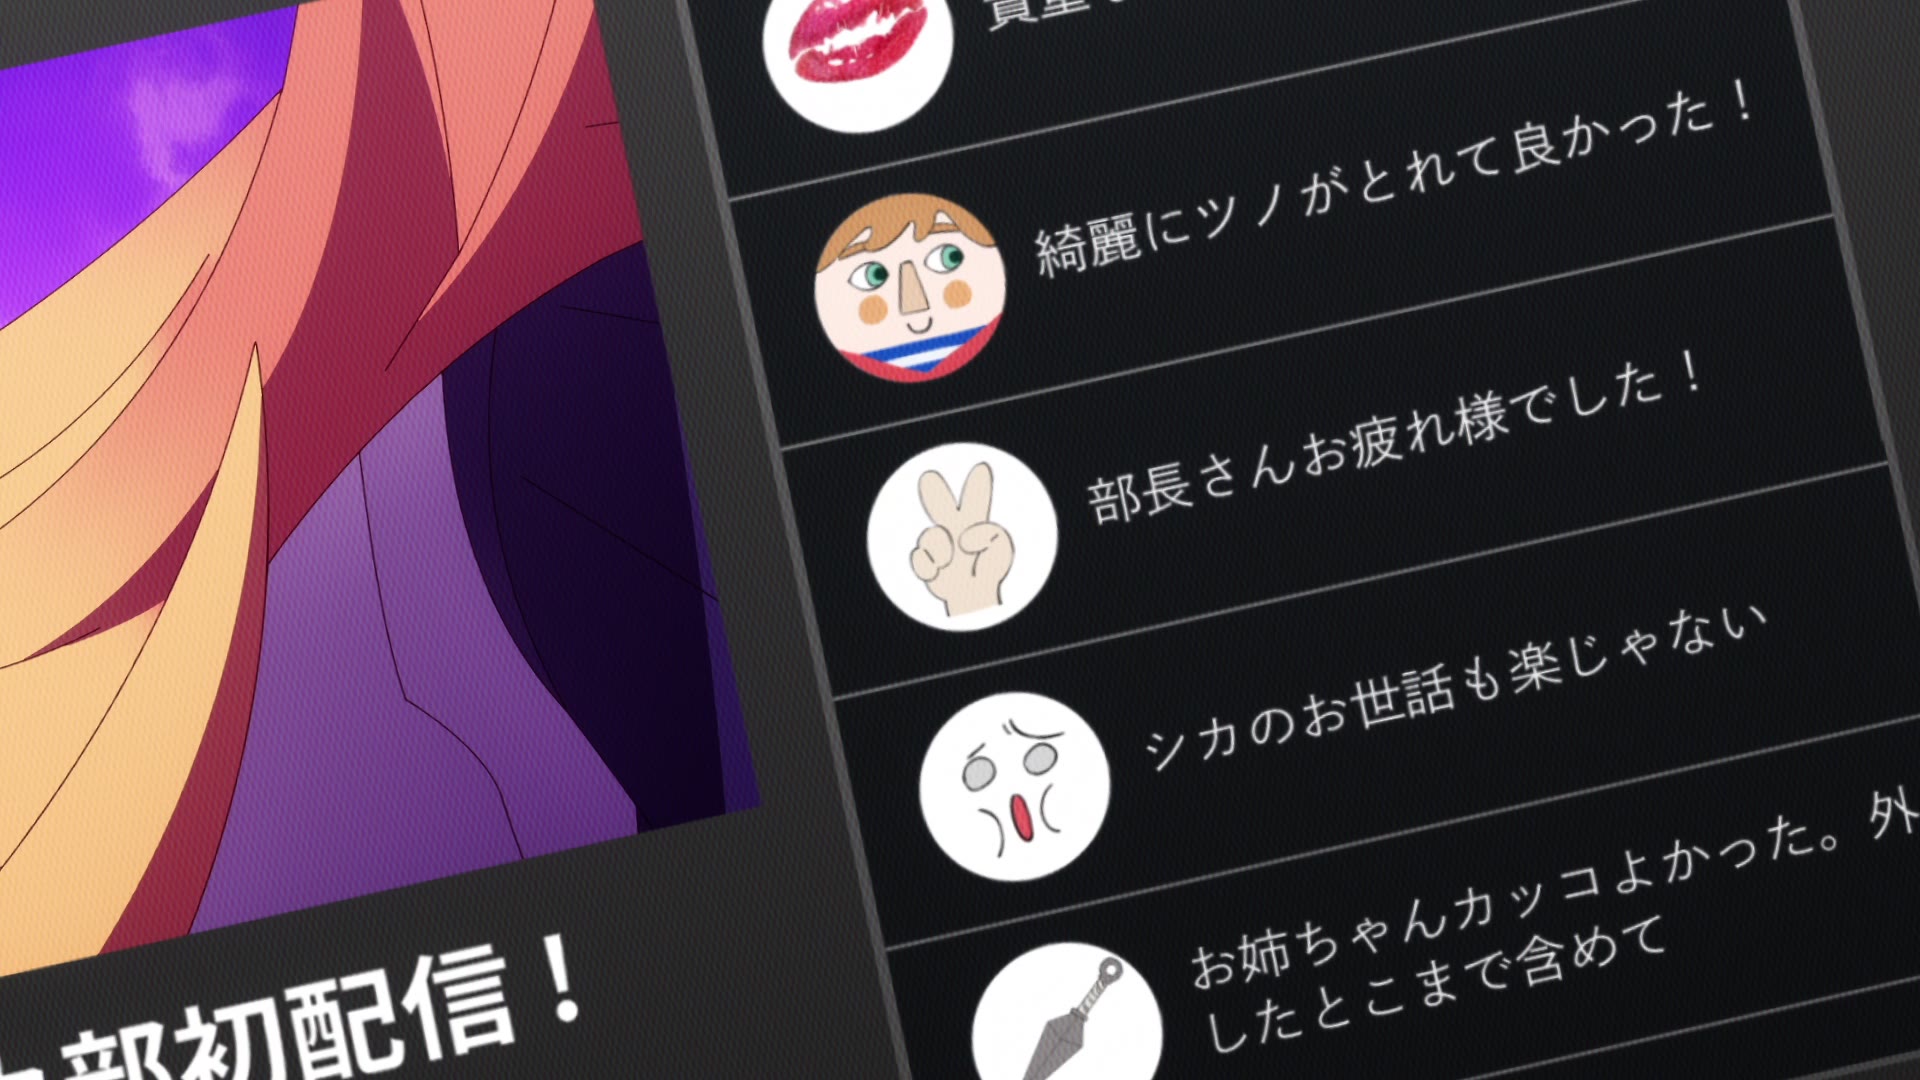 貴重
綺麗にツノがとれて良かった！
部長さんお疲れ様でした！
シカのお世話も楽じゃない
お姉ちゃんカッコよかった。外
したとこまで含めて
部初配信！